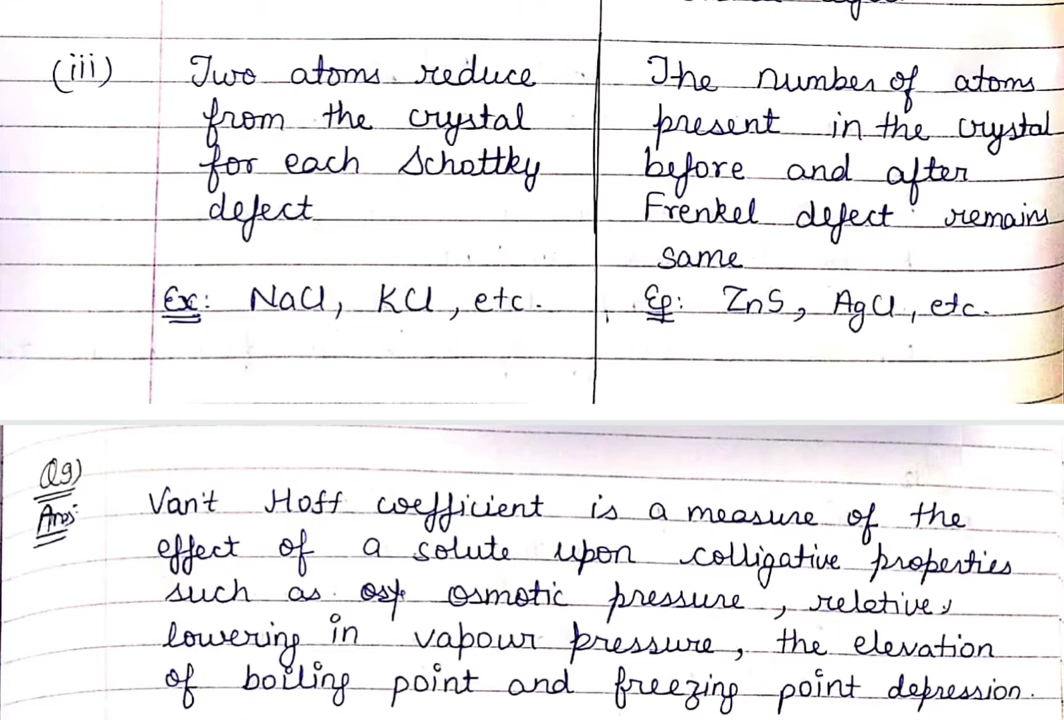 (iii) Two atoms reduce
from the crystal
for each Schottky
defect
Ex: NaCl, KCl, etc.
The number of atoms
present in the crystal
before and after
Frenkel defect remains
same
Ep: ZnS, AgCl, etc.
Q9)
Ans:
Van't Hoff coefficient is a measure of the
effect of a solute upon colligative properties
such as osmotic pressure, reletive
lowering in vapour pressure, the elevation
of boiling point and freezing point depression.